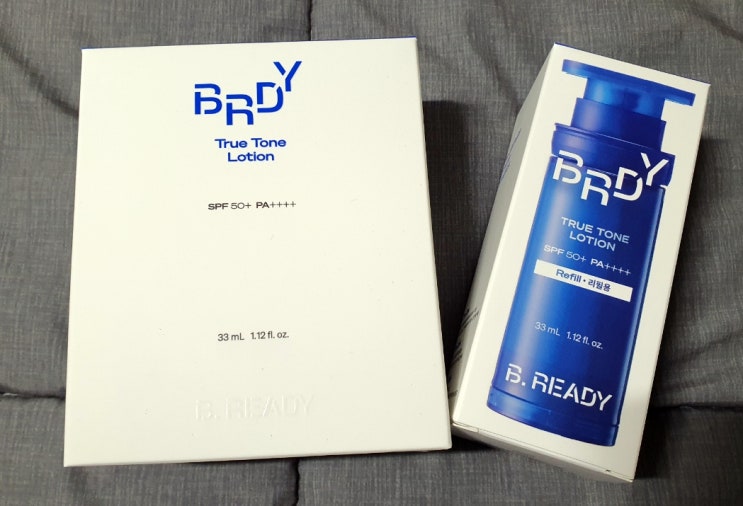 BRDY
True Tone
Lotion
SPF 50+ PA++++
33 mL 1.12 fl. oz.
B. READY
BRDY
TRUE TONE
LOTION
SPF 50+ PA++++
Refill • 리필용
33 mL 1.12 fl. oz.
B. READY